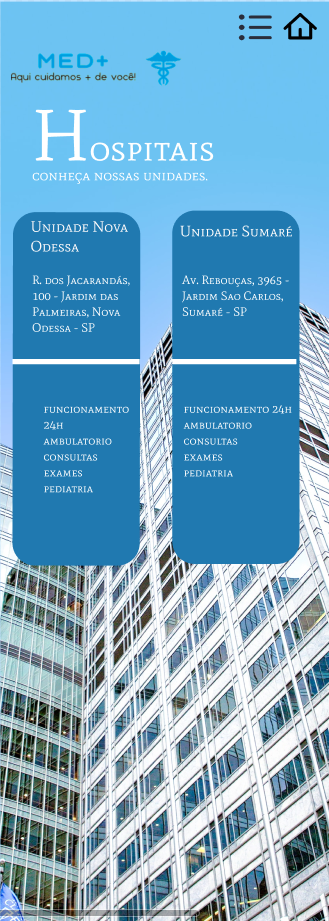 MED+
Aqui cuidamos + de você!
Hospitais
conheça nossas unidades.
Unidade Nova
Odessa
R. dos Jacarandás,
100 - Jardim das
Palmeiras, Nova
Odessa - SP
funcionamento
24h
ambulatorio
consultas
exames
pediatria
Unidade Sumaré
Av. Rebouças, 3965 -
Jardim Sao Carlos,
Sumaré - SP
funcionamento 24h
ambulatorio
consultas
exames
pediatria